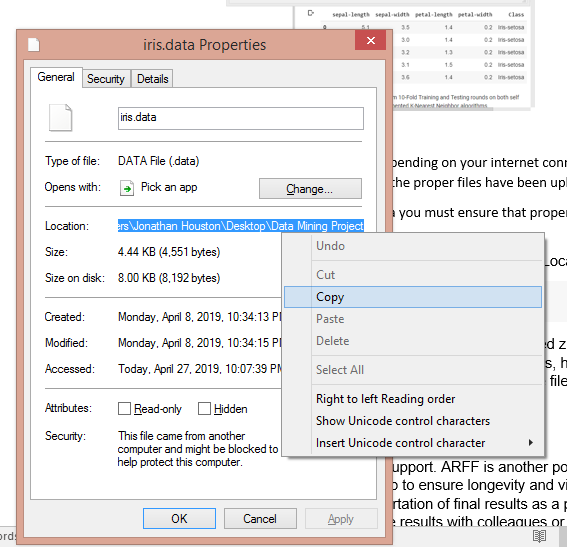 sepal-length sepal-width petal-length petal-width Class
3.5 1.4 0.2 Iris-setosa
3.0 1.4 0.2 Iris-setosa
3.2 1.3 0.2 Iris-setosa
3.1 1.5 0.2 Iris-setosa
3.6 1.4 0.2 Iris-setosa
10-Fold Training and Testing rounds on both self
K-Nearest Neighbor algorithms.
iris.data Properties
General Security Details
iris.data
Type of file: DATA File (.data)
Opens with: Pick an app Change...
Location: ers\Jonathan Houston\Desktop\Data Mining Project
Size: 4.44 KB (4,551 bytes)
Size on disk: 8.00 KB (8,192 bytes)
Created: Monday, April 8, 2019, 10:34:13 PM
Modified: Monday, April 8, 2019, 10:34:15 PM
Accessed: Today, April 27, 2019, 10:07:39 PM
Attributes: Read-only Hidden
Security: This file came from another
computer and might be blocked to
help protect this computer.
OK Cancel Apply
Undo
Cut
Copy
Paste
Delete
Select All
Right to left Reading order
Show Unicode control characters
Insert Unicode control character
pending on your internet conn
the proper files have been upl
you must ensure that proper
Loca
ed z
s, h
file
upport. ARFF is another po
to ensure longevity and vi
rtation of final results as a p
e results with colleagues or